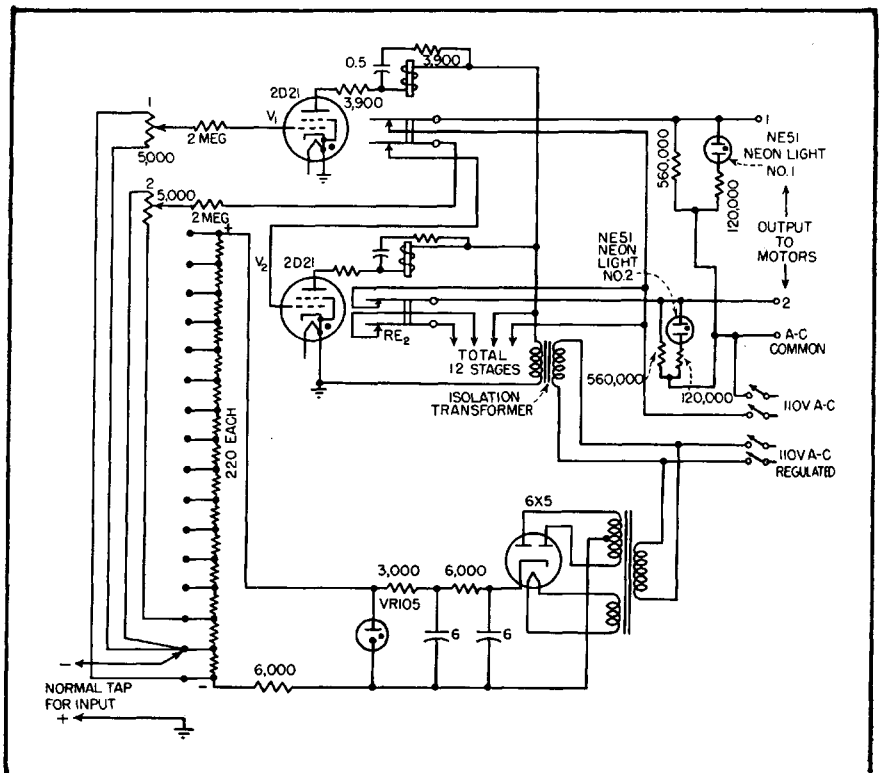 0.5
3,900
2D21
3,900
1
V1
1
2 MEG
NE51
NEON LIGHT
NO.1
5,000
560,000
120,000
2
5,000
2 MEG
OUTPUT
TO
MOTORS
+
V2
2D21
NE51
NEON
LIGHT
NO.2
2
RE2
A-C
COMMON
TOTAL
12 STAGES
560,000
120,000
ISOLATION
TRANSFORMER
110V A-C
220 EACH
110V A-C
REGULATED
6X5
3,000
6,000
VR105
6
6
6,000
−
−
NORMAL TAP
FOR INPUT
+